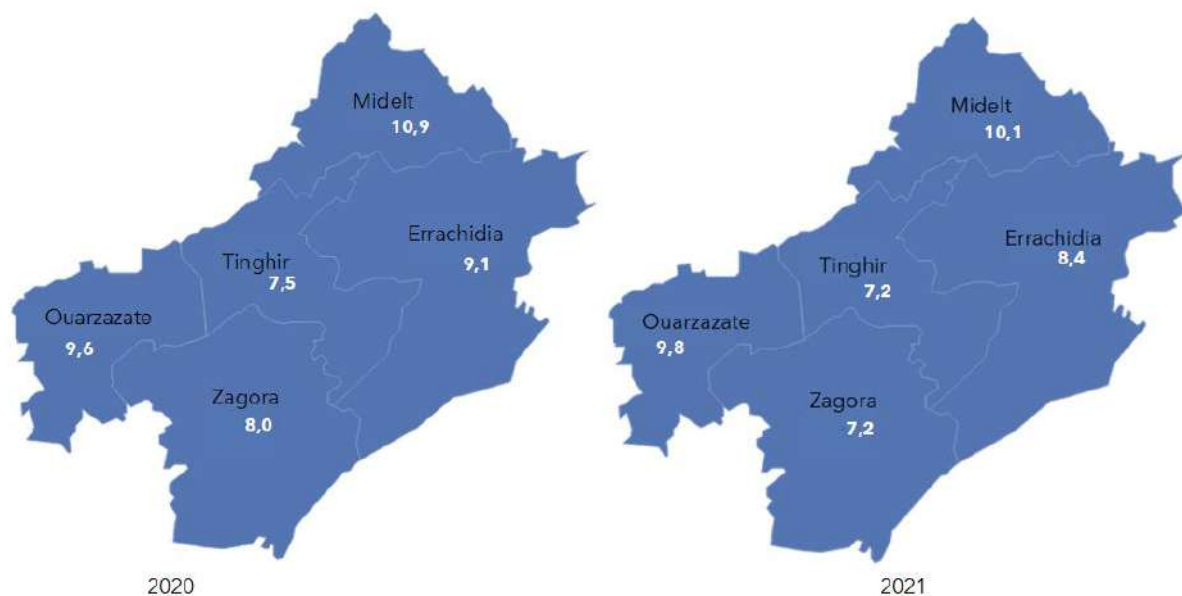 Midelt
10,9
Errachidia
9,1
Tinghir
7,5
Ouarzazate
9,6
Zagora
8,0
2020
Midelt
10,1
Errachidia
8,4
Tinghir
7,2
Ouarzazate
9,8
Zagora
7,2
2021